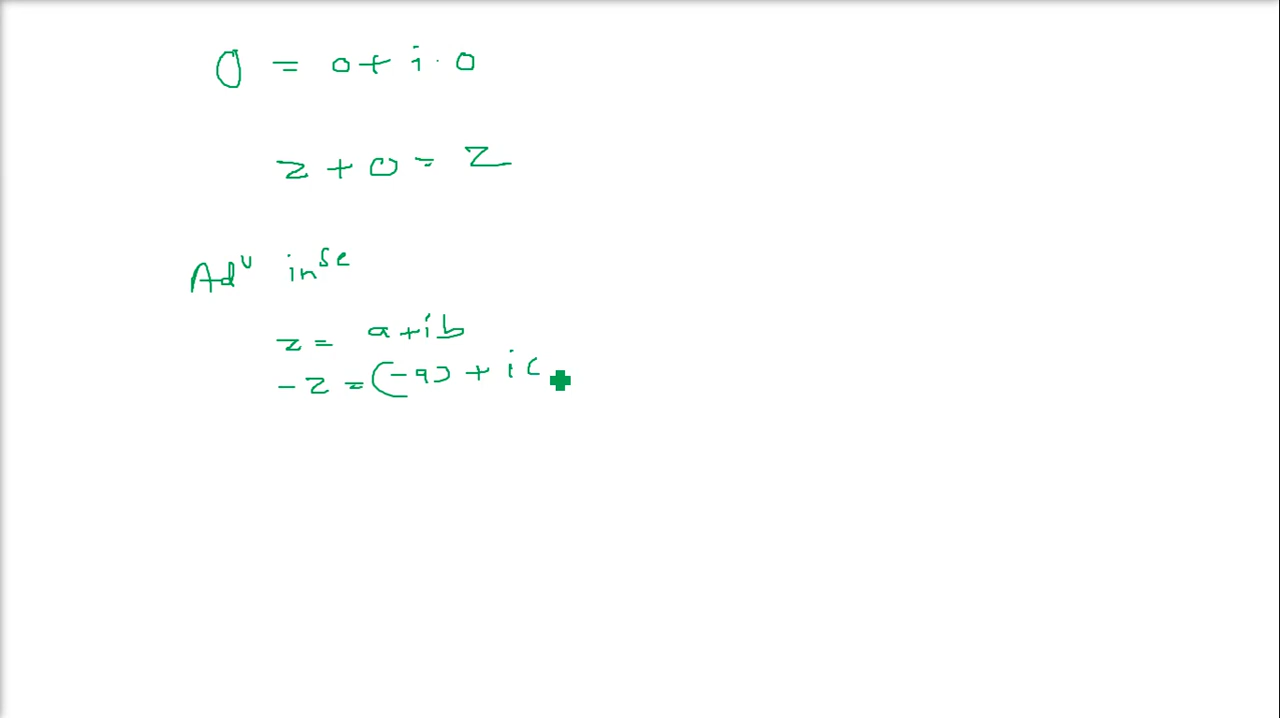 0 = 0 + i . 0
z + 0 = z
Adv inse
z = a + ib
- z = (-a) + i(